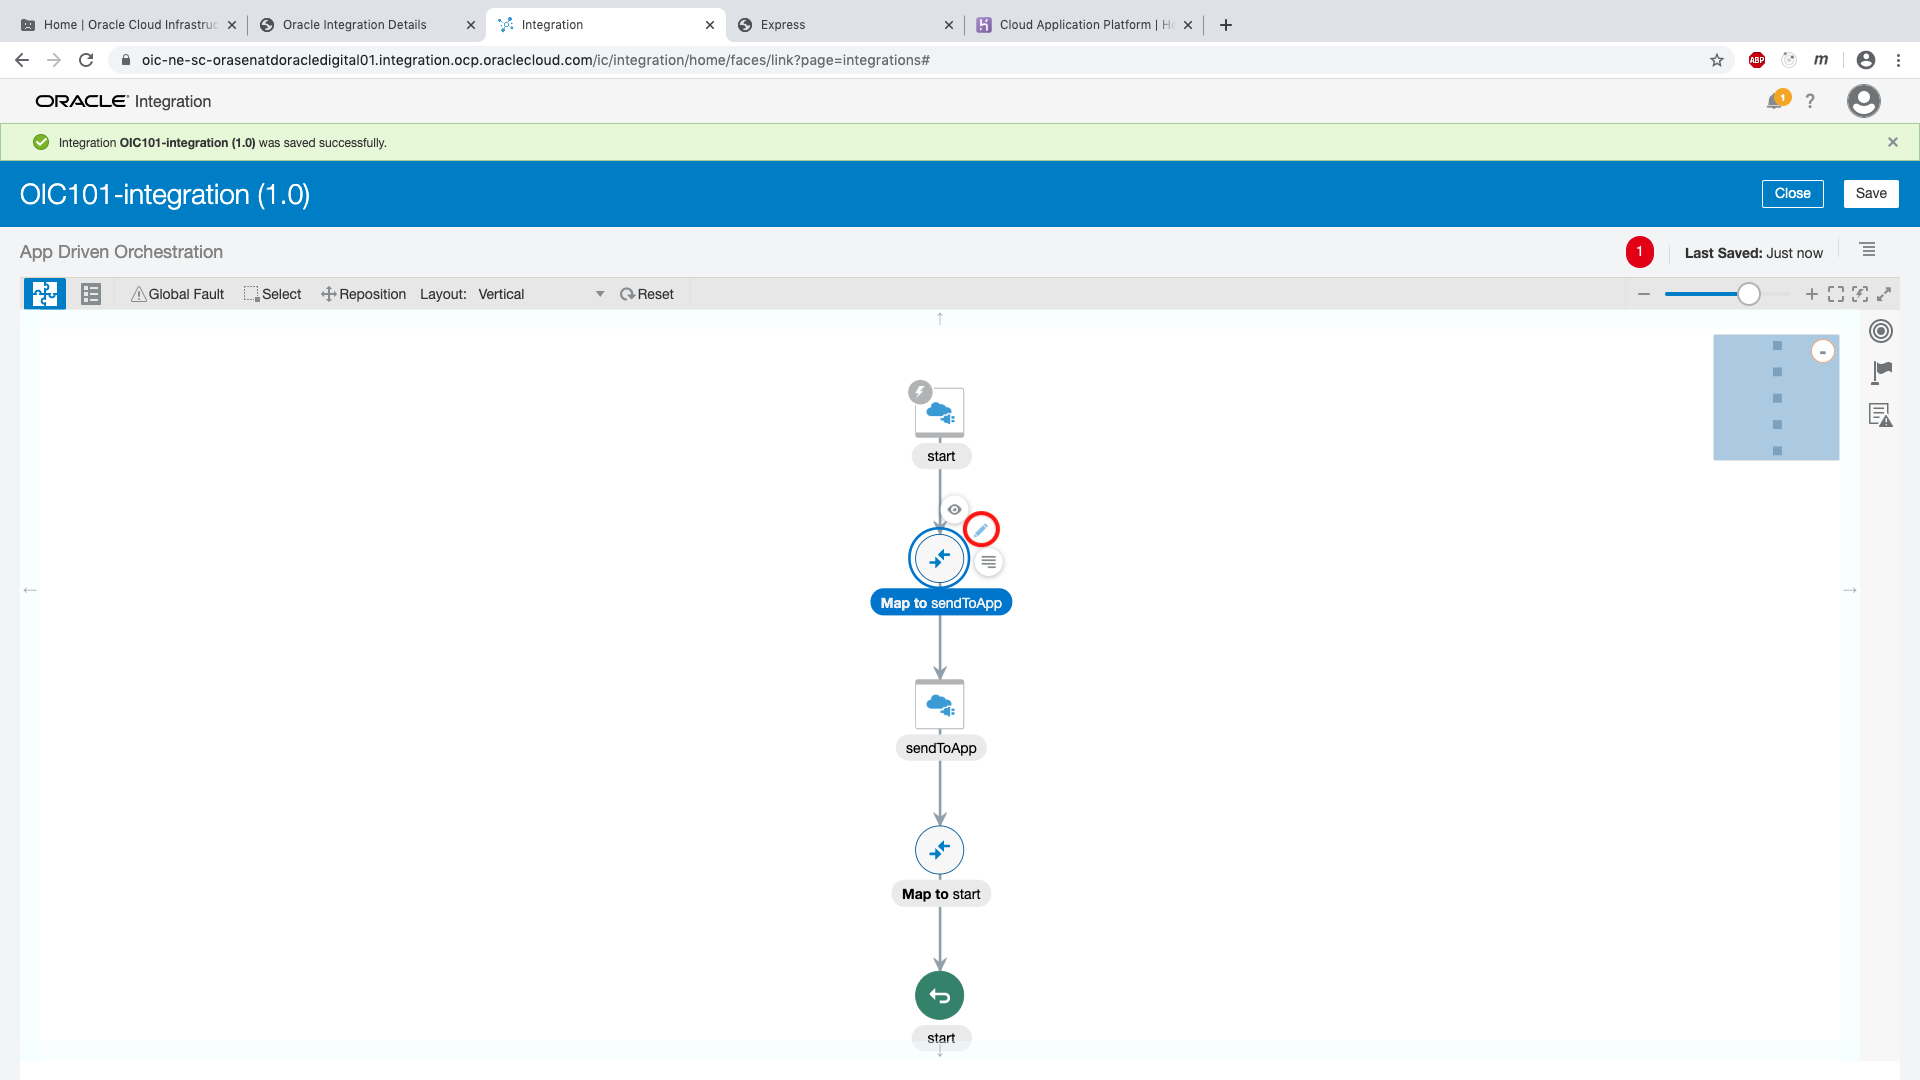 Home | Oracle Cloud Infrastruc
Oracle Integration Details
Integration
Express
Cloud Application Platform | He
oic-ne-sc-orasenatdoracledigital01.integration.ocp.oraclecloud.com/ic/integration/home/faces/link?page=integrations#
ABP
m
ORACLE Integration
1
?
Integration OIC101-integration (1.0) was saved successfully.
OIC101-integration (1.0)
Close
Save
App Driven Orchestration
1
Last Saved: Just now
Global Fault
Select
Reposition
Layout: Vertical
Reset
start
Map to sendToApp
sendToApp
Map to start
start